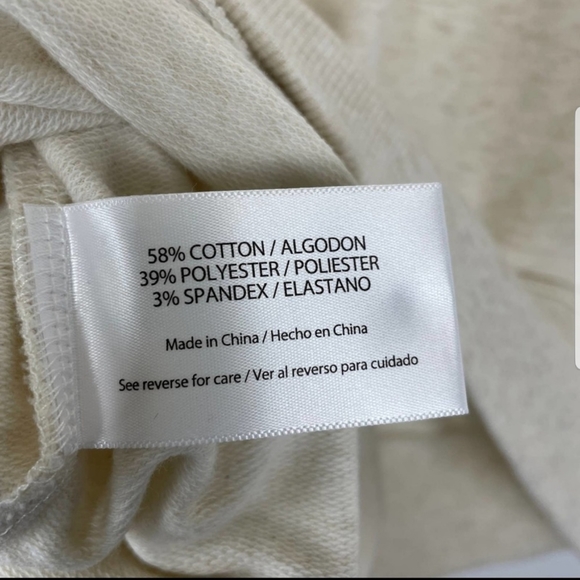 58% COTTON / ALGODON
39% POLYESTER / POLIESTER
3% SPANDEX / ELASTANO
Made in China / Hecho en China
See reverse for care / Ver al reverso para cuidado